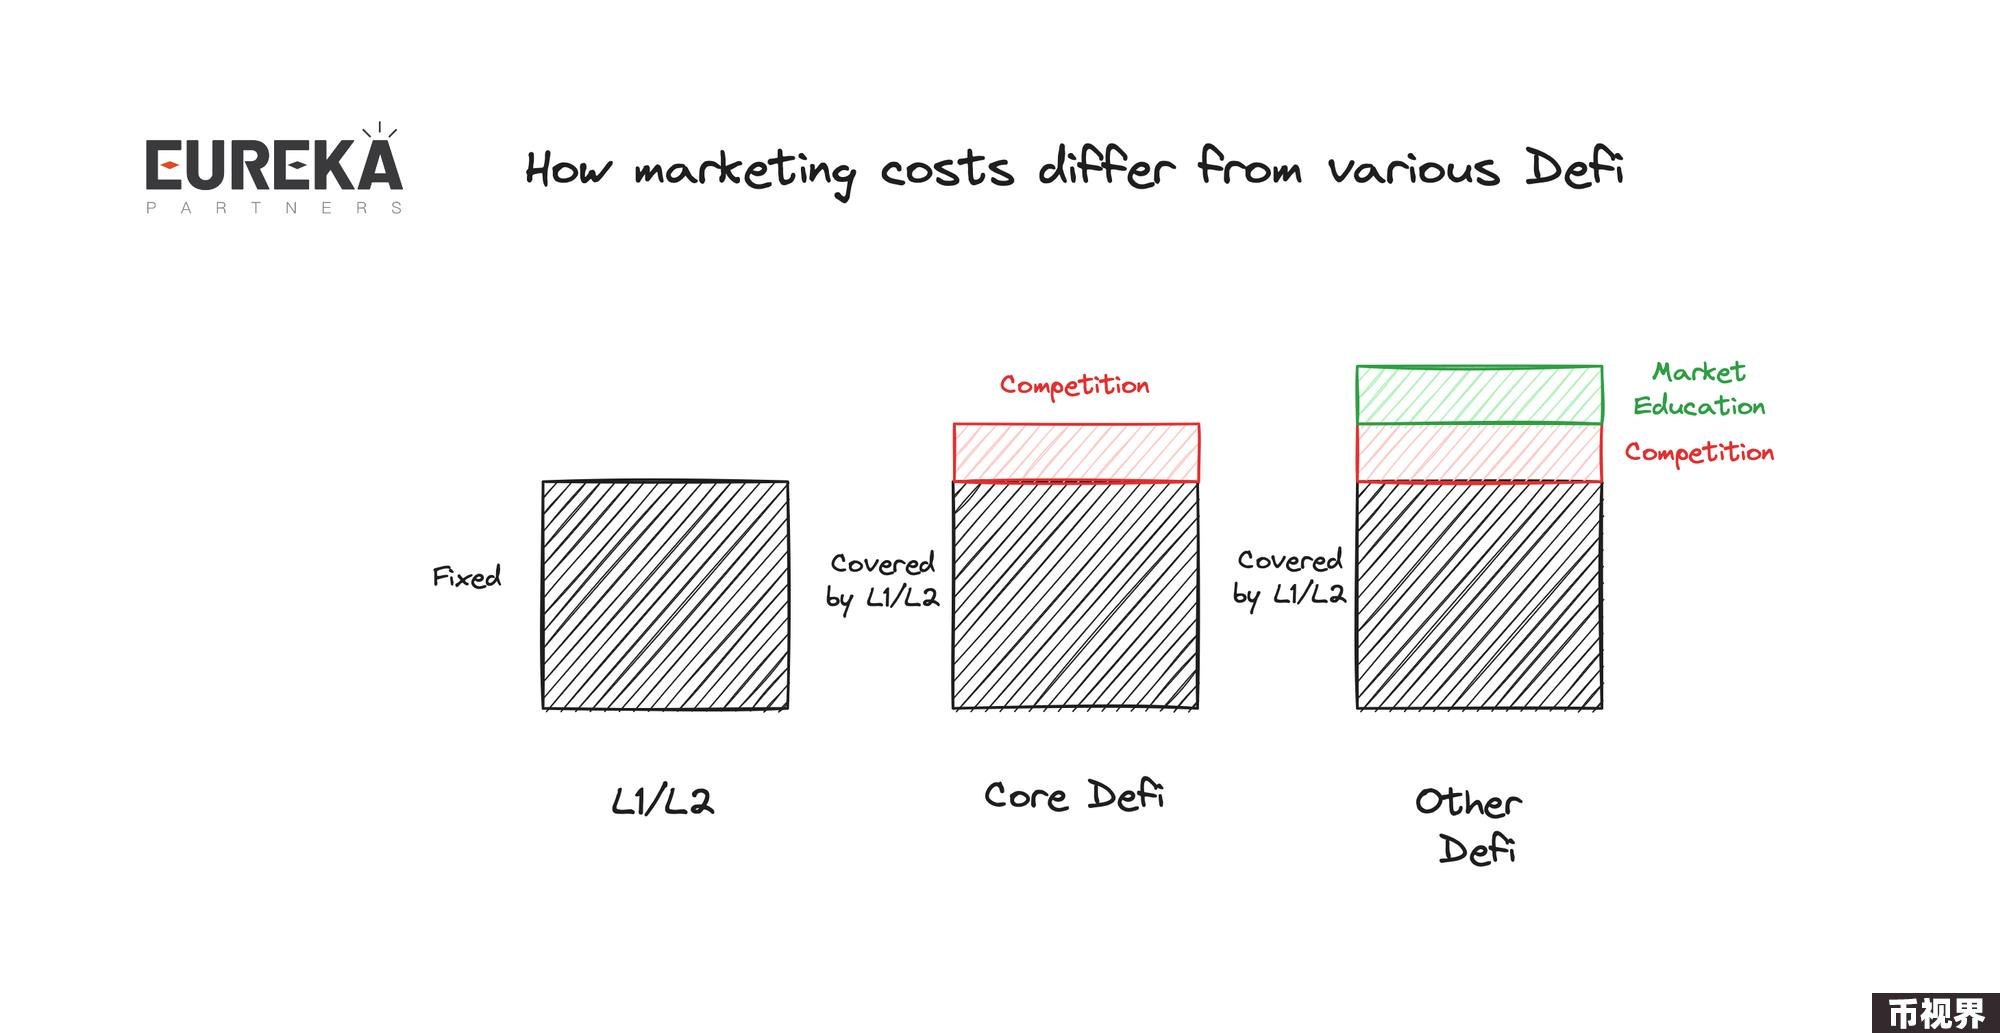 EUREKA
PARTNERS
How marketing costs differ from various Defi
Competition
Market
Education
Competition
Fixed
Covered
by L1/L2
Covered
by L1/L2
L1/L2
Core Defi
Other
Defi
币视界